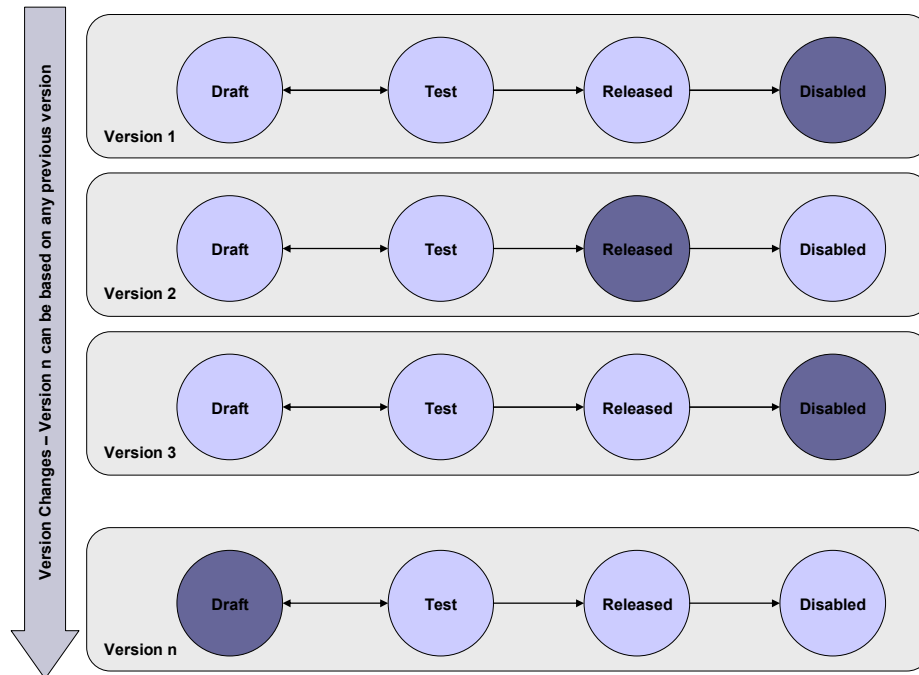 Version Changes – Version n can be based on any previous version
Draft
Test
Released
Disabled
Version 1
Draft
Test
Released
Disabled
Version 2
Draft
Test
Released
Disabled
Version 3
Draft
Test
Released
Disabled
Version n